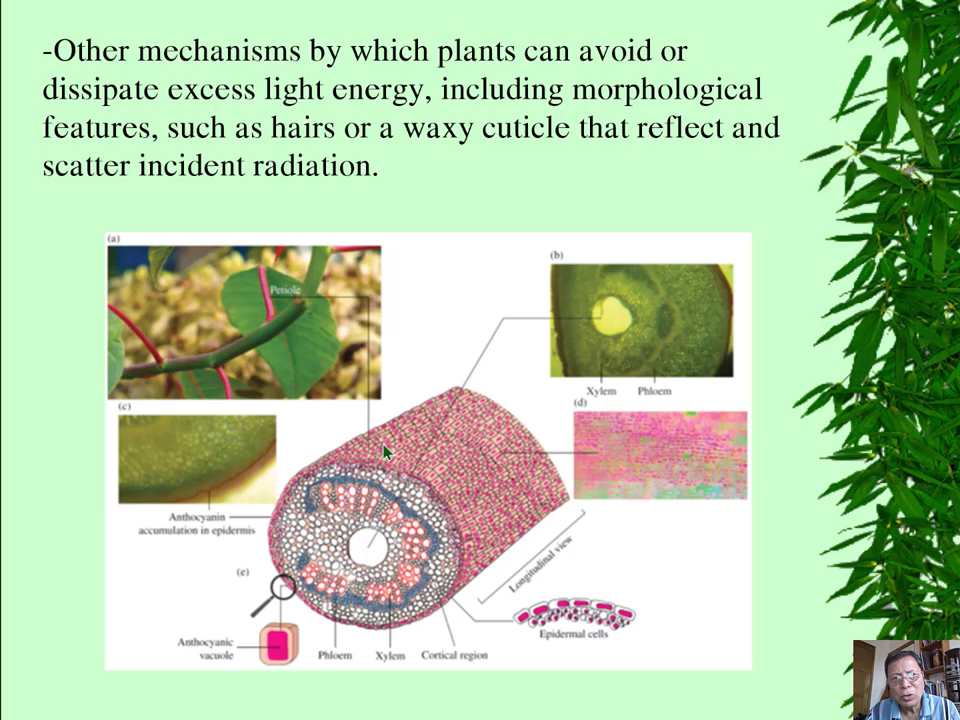 -Other mechanisms by which plants can avoid or
dissipate excess light energy, including morphological
features, such as hairs or a waxy cuticle that reflect and
scatter incident radiation.
(a)
Petiole
(b)
Xylem Phloem
(c)
(d)
Anthocyanin
accumulation in epidermis
Longitudinal view
(e)
Epidermal cells
Anthocyanic
vacuole
Phloem Xylem Cortical region